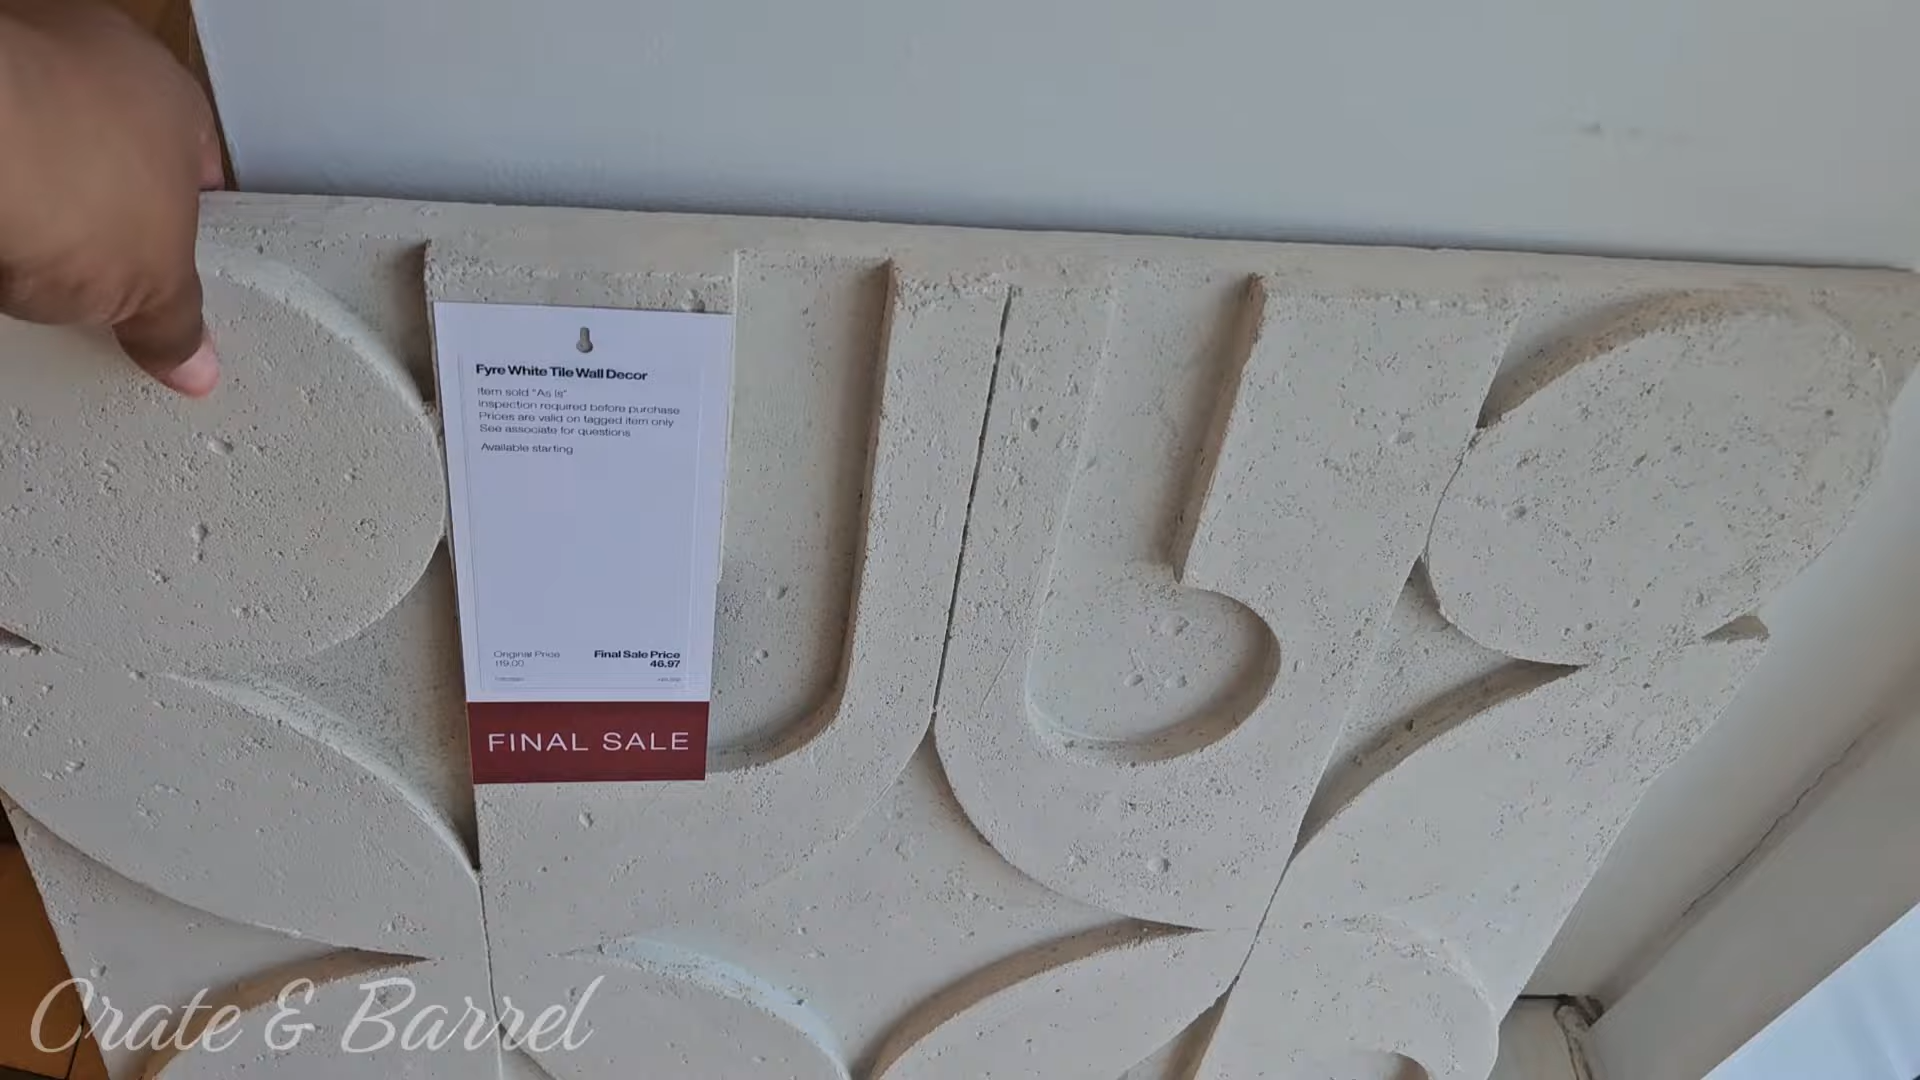 Fyre White Tile Wall Decor
Item sold "As Is"
Inspection required before purchase
Prices are valid on tagged item only
See associate for questions
Available starting
Original Price
119.00
Final Sale Price
46.97
FINAL SALE
Crate & Barrel